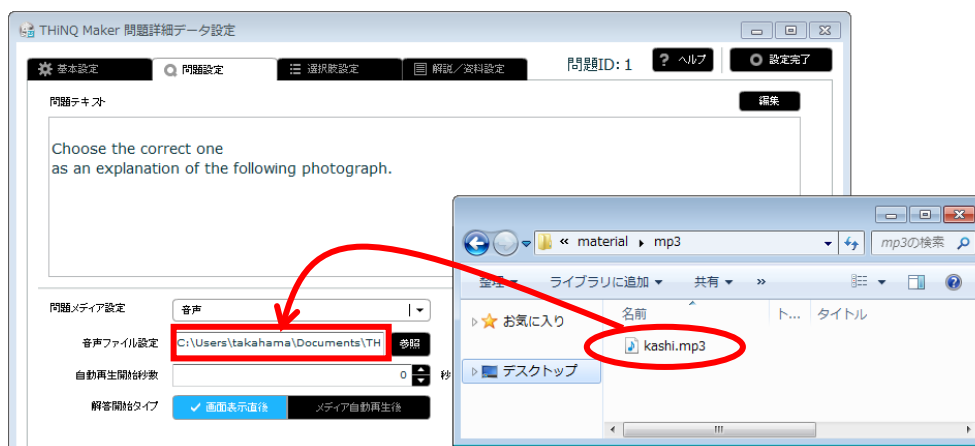 THiNQ Maker 問題詳細データ設定
基本設定 問題設定 選択肢設定 解説／資料設定 問題ID: 1 ? ヘルプ 設定完了
問題テキスト 編集
Choose the correct one
as an explanation of the following photograph.
問題メディア設定 音声
音声ファイル設定 C:\Users\takahama\Documents\TH 参照
自動再生開始秒数 0 秒
解答開始タイプ 画面表示直後 メディア自動再生後
« material ▸ mp3 mp3の検索
整理 ライブラリに追加 共有 »
お気に入り 名前 ト... タイトル
kashi.mp3
デスクトップ